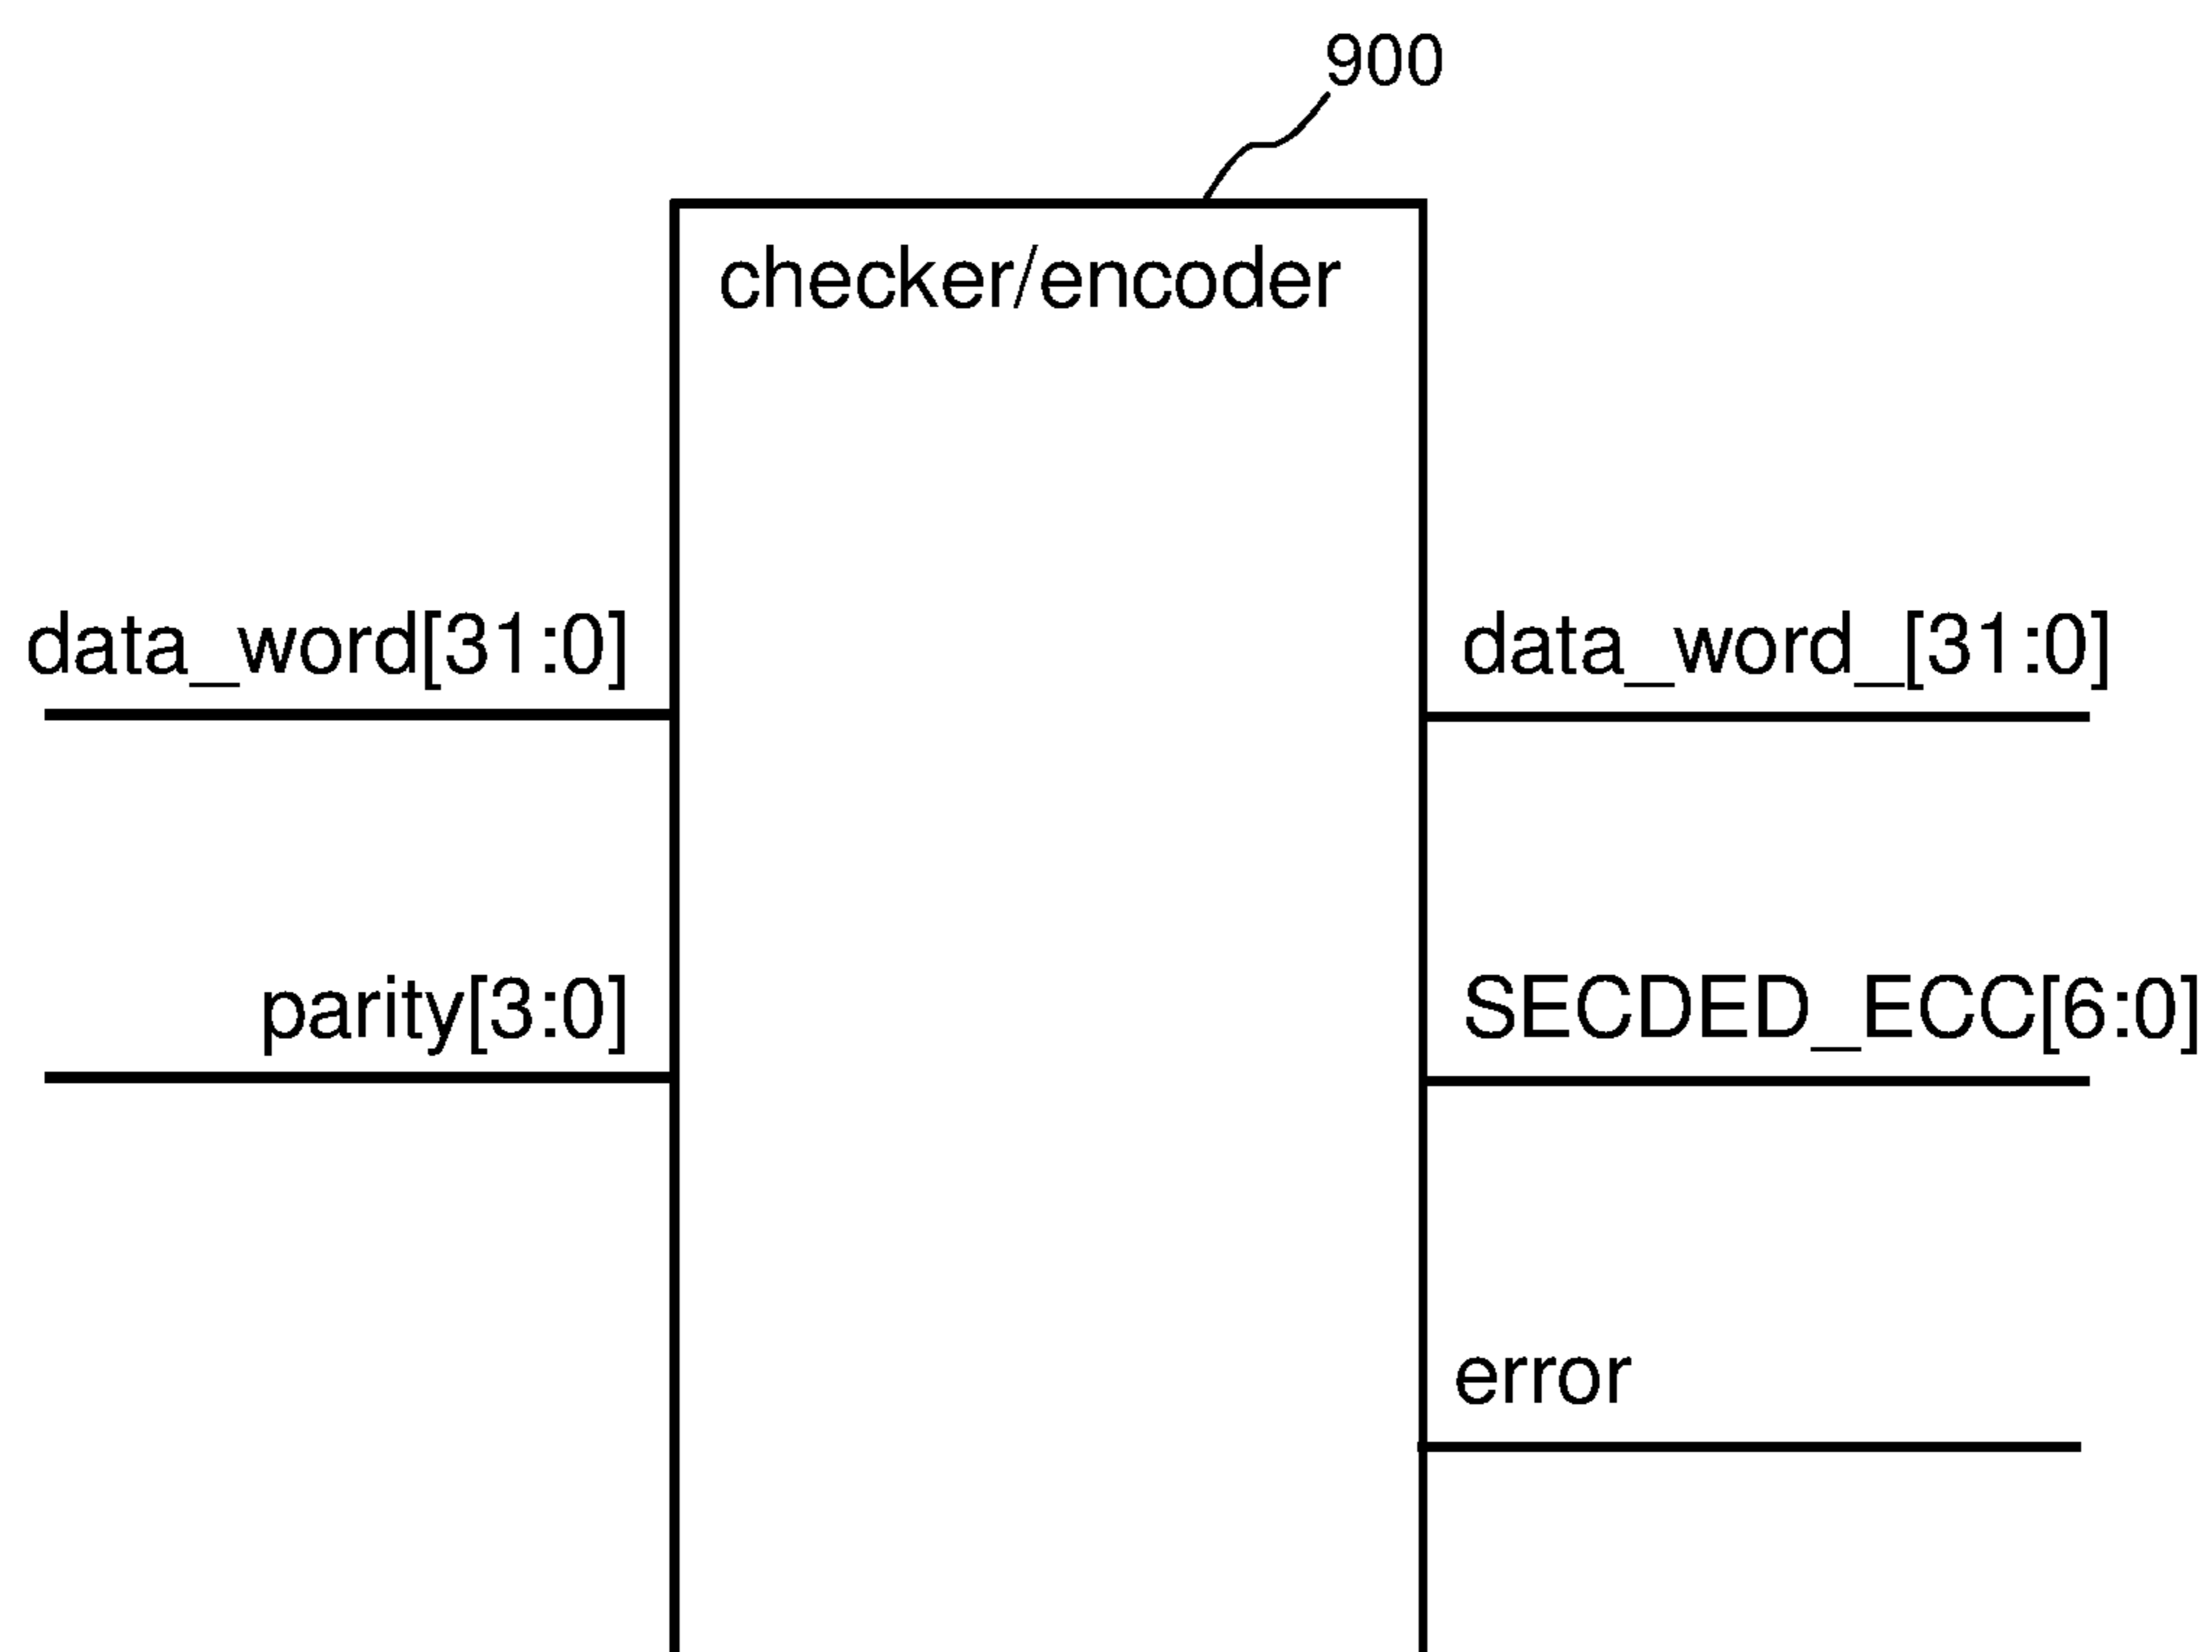 900
checker/encoder
data_word[31:0]
data_word_[31:0]
parity[3:0]
SECDED_ECC[6:0]
error